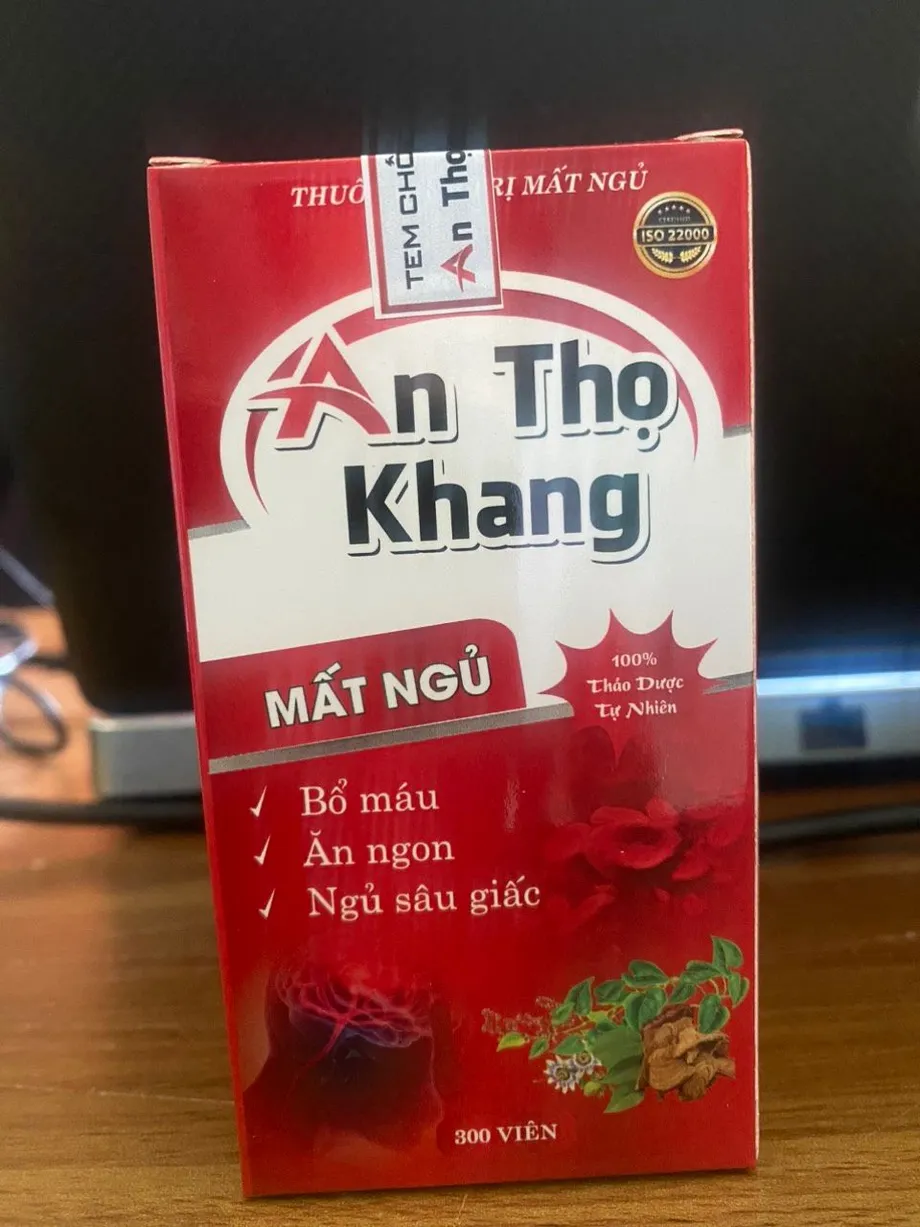 THUỐ RỊ MẤT NGỦ
TEM CHỐ
An Thọ
CERTIFIED
ISO 22000
An Thọ
Khang
MẤT NGỦ
100%
Thảo Dược
Tự Nhiên
✓ Bổ máu
✓ Ăn ngon
✓ Ngủ sâu giấc
300 VIÊN